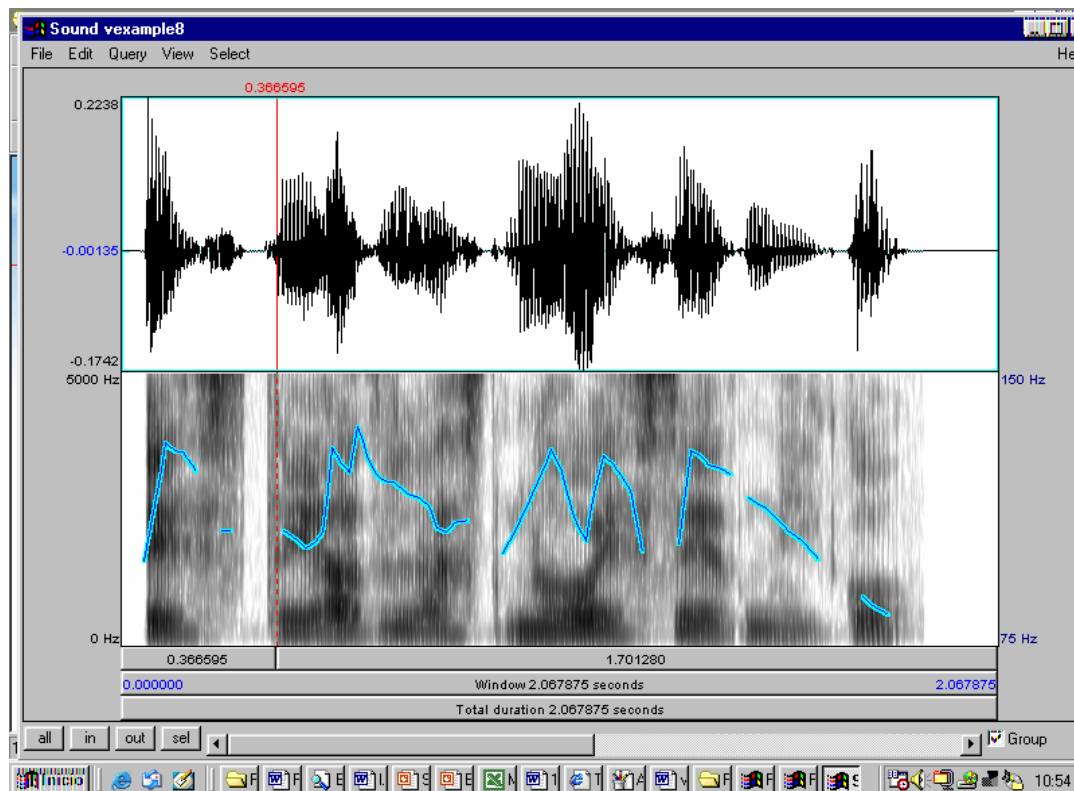 Sound vexample8
File Edit Query View Select He
0.366595
0.2238
-0.00135
-0.1742
5000 Hz 150 Hz
0 Hz 75 Hz
0.366595 1.701280
0.000000 Window 2.067875 seconds 2.067875
Total duration 2.067875 seconds
all in out sel Group
Inicio F F E I. S E M 1 T A v F F F S 10:54